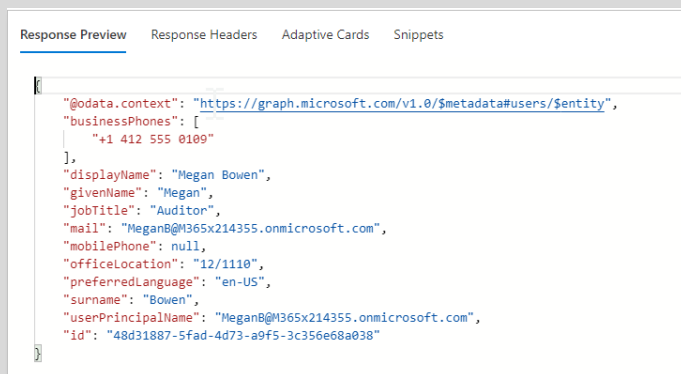 Response Preview Response Headers Adaptive Cards Snippets
{
"@odata.context": "https://graph.microsoft.com/v1.0/$metadata#users/$entity",
"businessPhones": [
"+1 412 555 0109"
],
"displayName": "Megan Bowen",
"givenName": "Megan",
"jobTitle": "Auditor",
"mail": "MeganB@M365x214355.onmicrosoft.com",
"mobilePhone": null,
"officeLocation": "12/1110",
"preferredLanguage": "en-US",
"surname": "Bowen",
"userPrincipalName": "MeganB@M365x214355.onmicrosoft.com",
"id": "48d31887-5fad-4d73-a9f5-3c356e68a038"
}